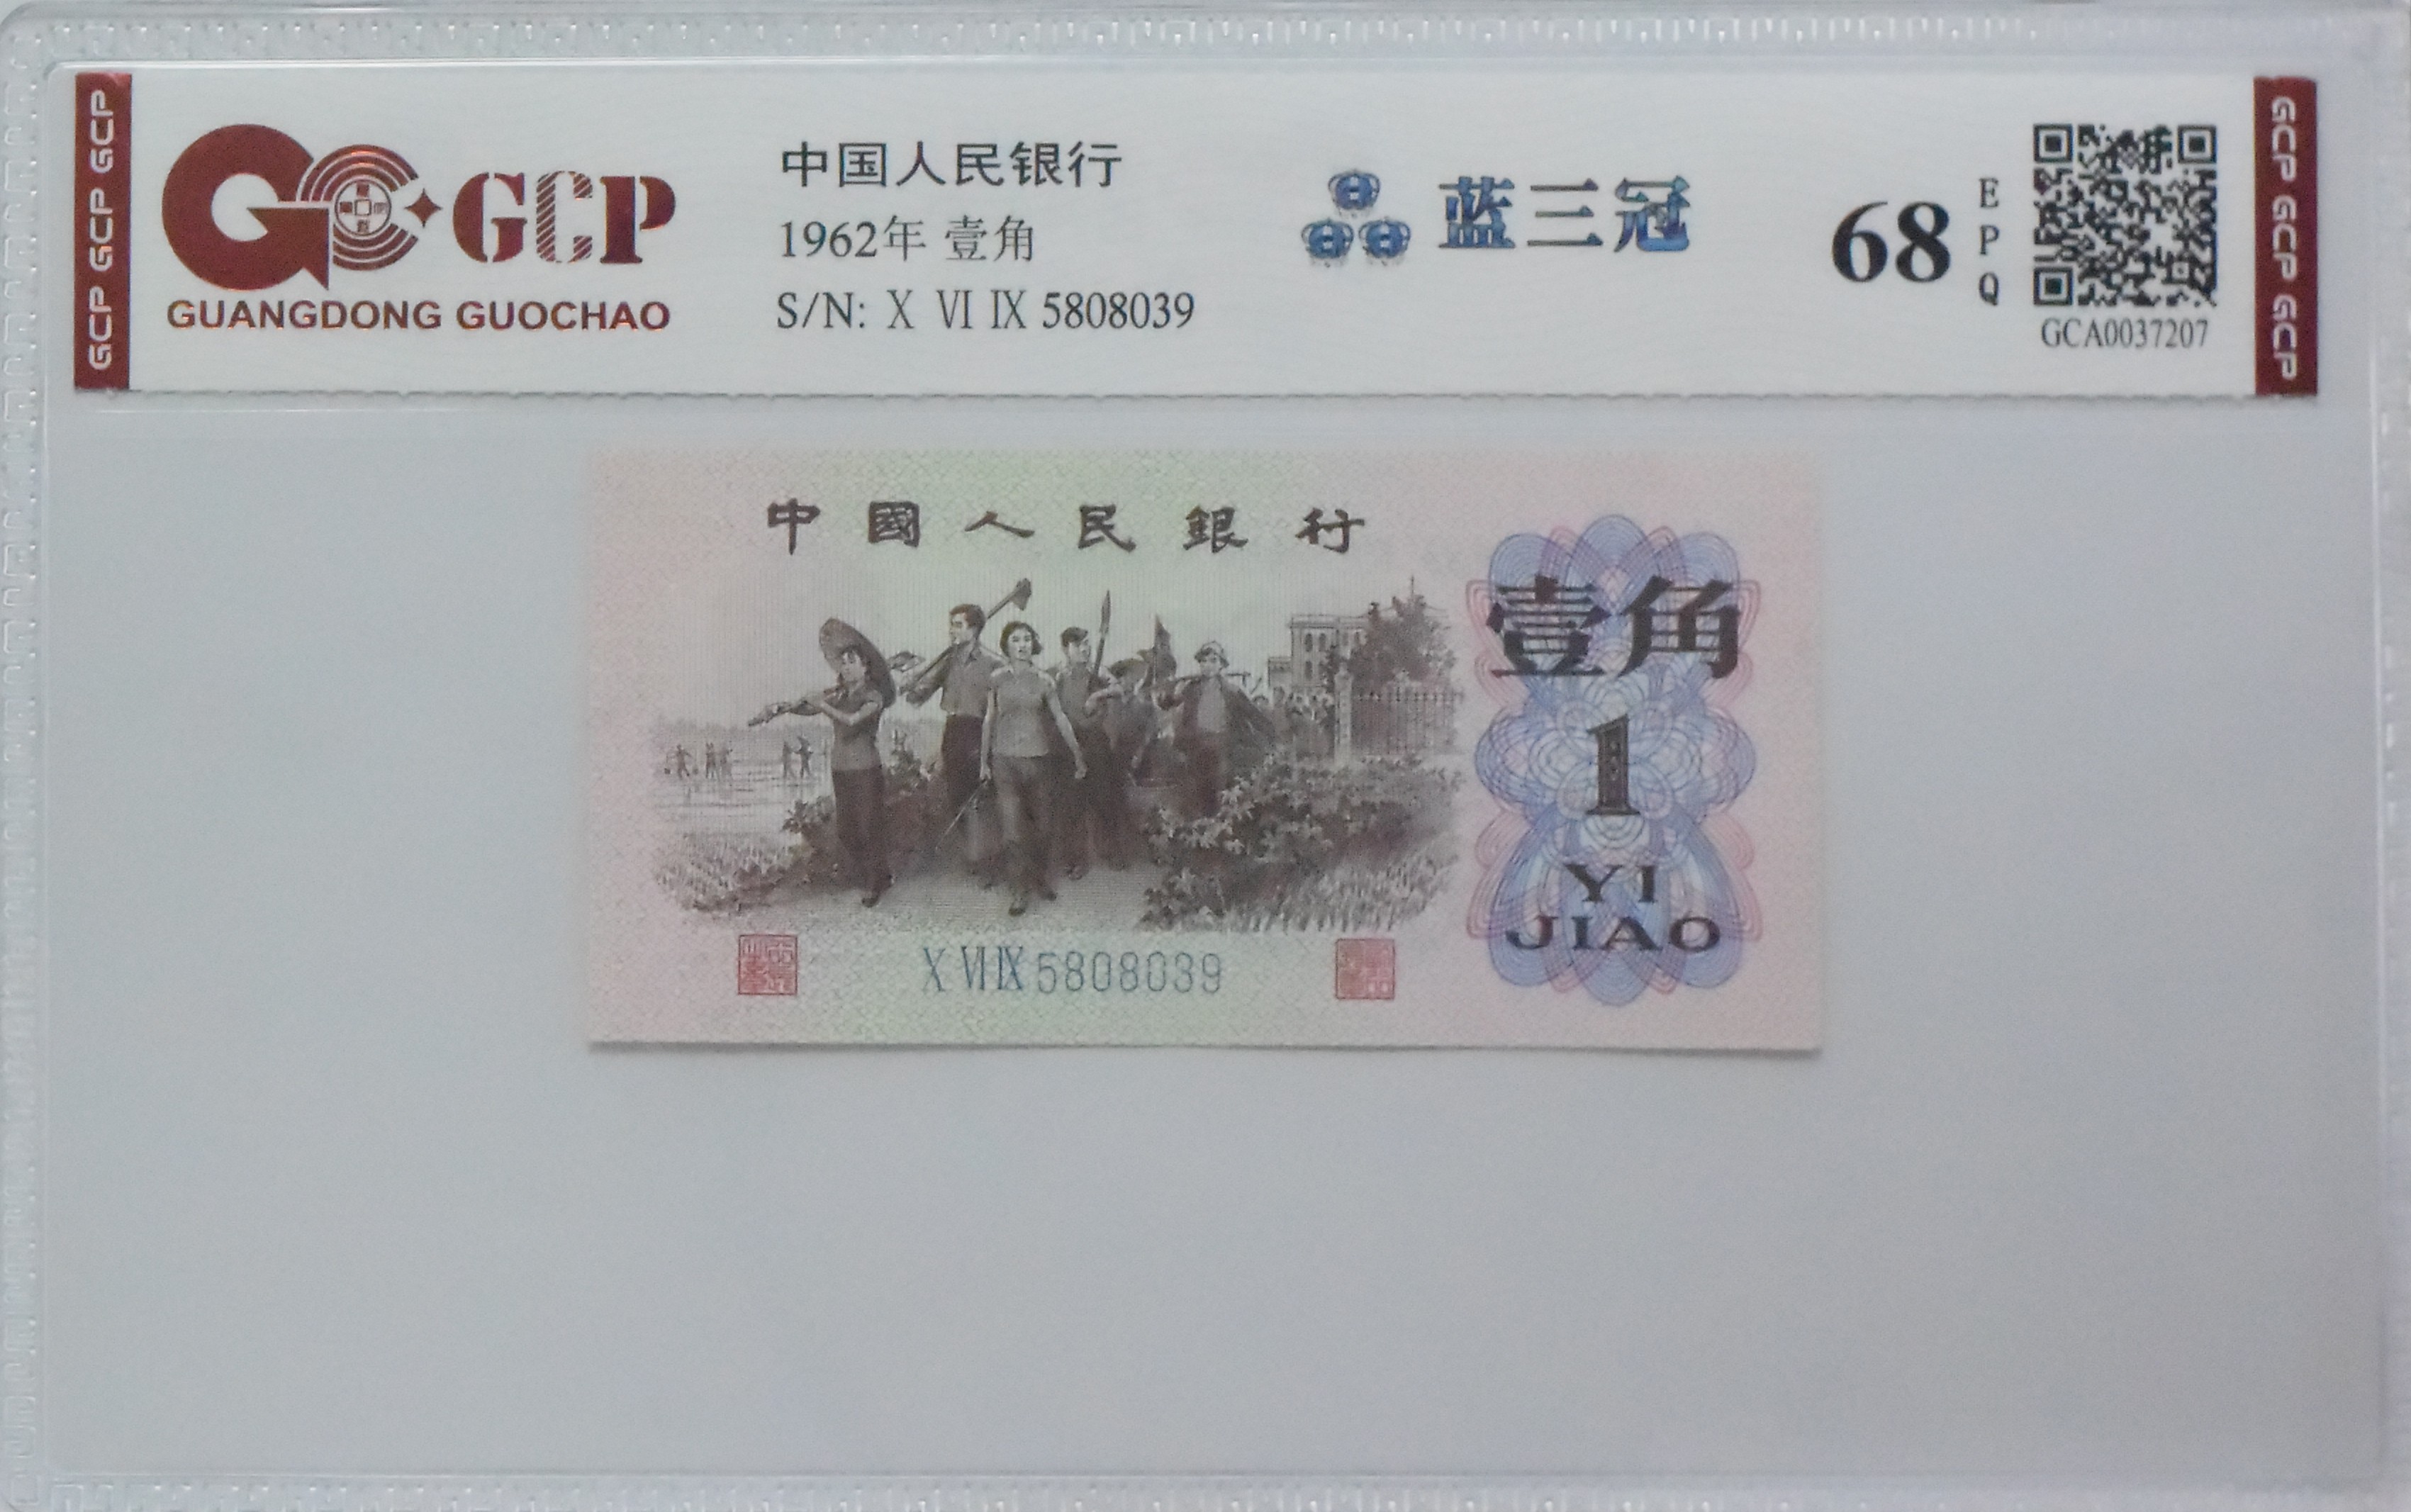 GCP GCP GCP
GCP
GUANGDONG GUOCHAO
中国人民银行
1962年 壹角
S/N: X VI IX 5808039
蓝三冠
68
EPQ
GCA0037207
GCP GCP GCP
中國人民銀行
壹角
1
YI
JIAO
X VI IX 5808039